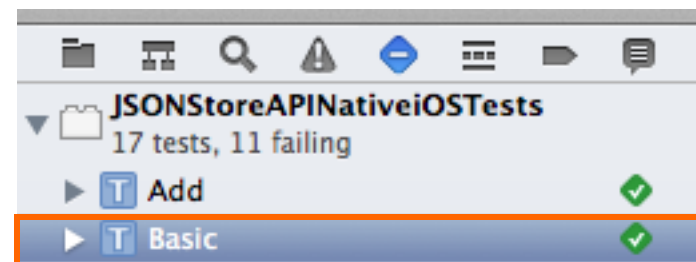 JSONStoreAPINativeiOSTests
17 tests, 11 failing
T Add
T Basic